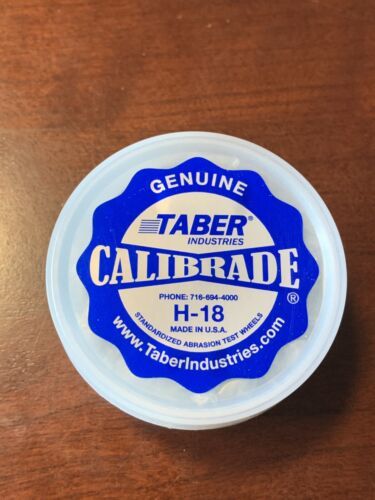 GENUINE
TABER®
INDUSTRIES
CALIBRADE®
PHONE: 716-694-4000
H-18
MADE IN U.S.A.
STANDARDIZED ABRASION TEST WHEELS
www.TaberIndustries.com